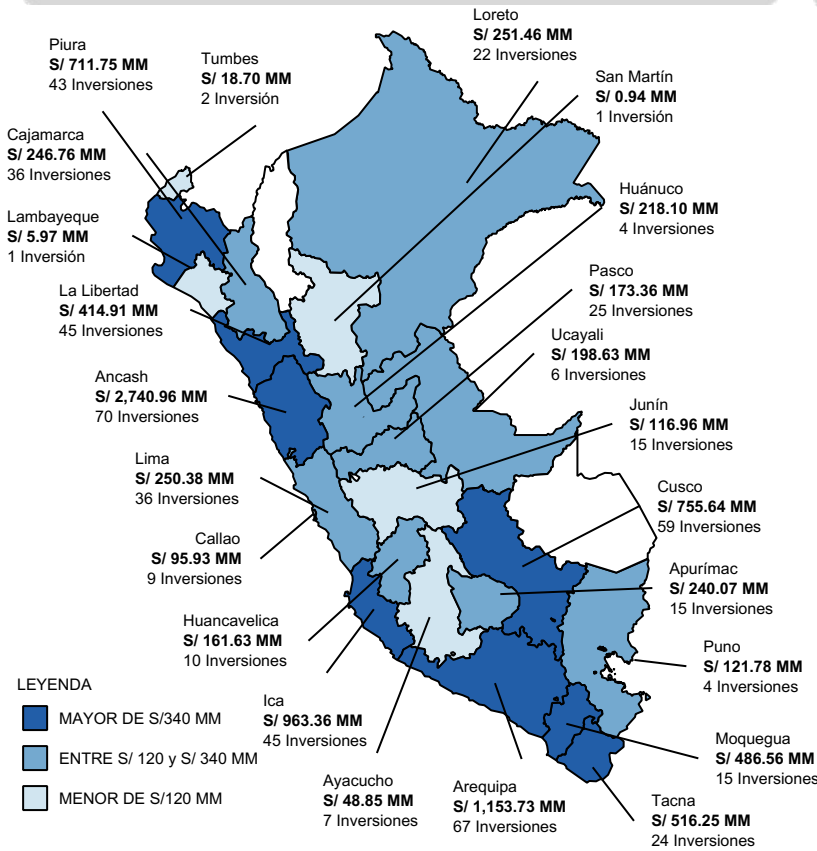 Loreto
S/ 251.46 MM
22 Inversiones
Piura
S/ 711.75 MM
43 Inversiones
Tumbes
S/ 18.70 MM
2 Inversión
San Martín
S/ 0.94 MM
1 Inversión
Cajamarca
S/ 246.76 MM
36 Inversiones
Huánuco
S/ 218.10 MM
4 Inversiones
Lambayeque
S/ 5.97 MM
1 Inversión
Pasco
S/ 173.36 MM
25 Inversiones
La Libertad
S/ 414.91 MM
45 Inversiones
Ucayali
S/ 198.63 MM
6 Inversiones
Ancash
S/ 2,740.96 MM
70 Inversiones
Junín
S/ 116.96 MM
15 Inversiones
Lima
S/ 250.38 MM
36 Inversiones
Cusco
S/ 755.64 MM
59 Inversiones
Callao
S/ 95.93 MM
9 Inversiones
Apurímac
S/ 240.07 MM
15 Inversiones
Huancavelica
S/ 161.63 MM
10 Inversiones
Puno
S/ 121.78 MM
4 Inversiones
LEYENDA
MAYOR DE S/340 MM
ENTRE S/ 120 y S/ 340 MM
MENOR DE S/120 MM
Ica
S/ 963.36 MM
45 Inversiones
Moquegua
S/ 486.56 MM
15 Inversiones
Ayacucho
S/ 48.85 MM
7 Inversiones
Arequipa
S/ 1,153.73 MM
67 Inversiones
Tacna
S/ 516.25 MM
24 Inversiones